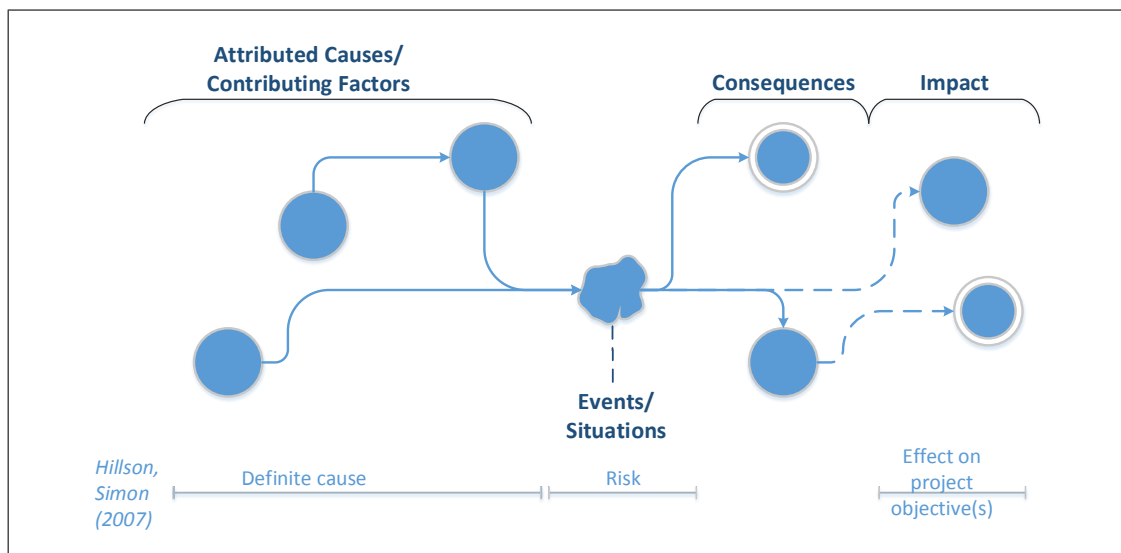 Attributed Causes/
Contributing Factors
Consequences
Impact
Events/
Situations
Hillson,
Simon
(2007)
Definite cause
Risk
Effect on
project
objective(s)